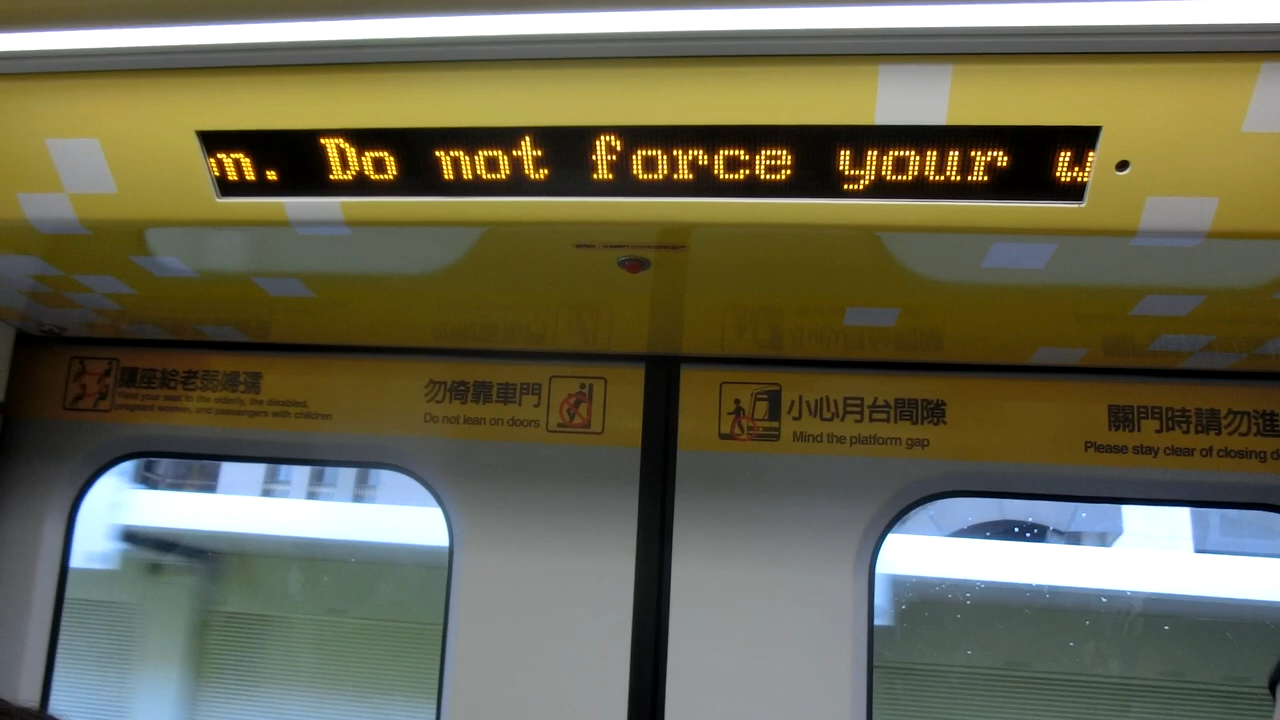 m. Do not force your w
讓座給老弱婦孺
Yield your seat to the elderly, the disabled,
pregnant women, and passengers with children
勿倚靠車門
Do not lean on doors
小心月台間隙
Mind the platform gap
關門時請勿進
Please stay clear of closing d